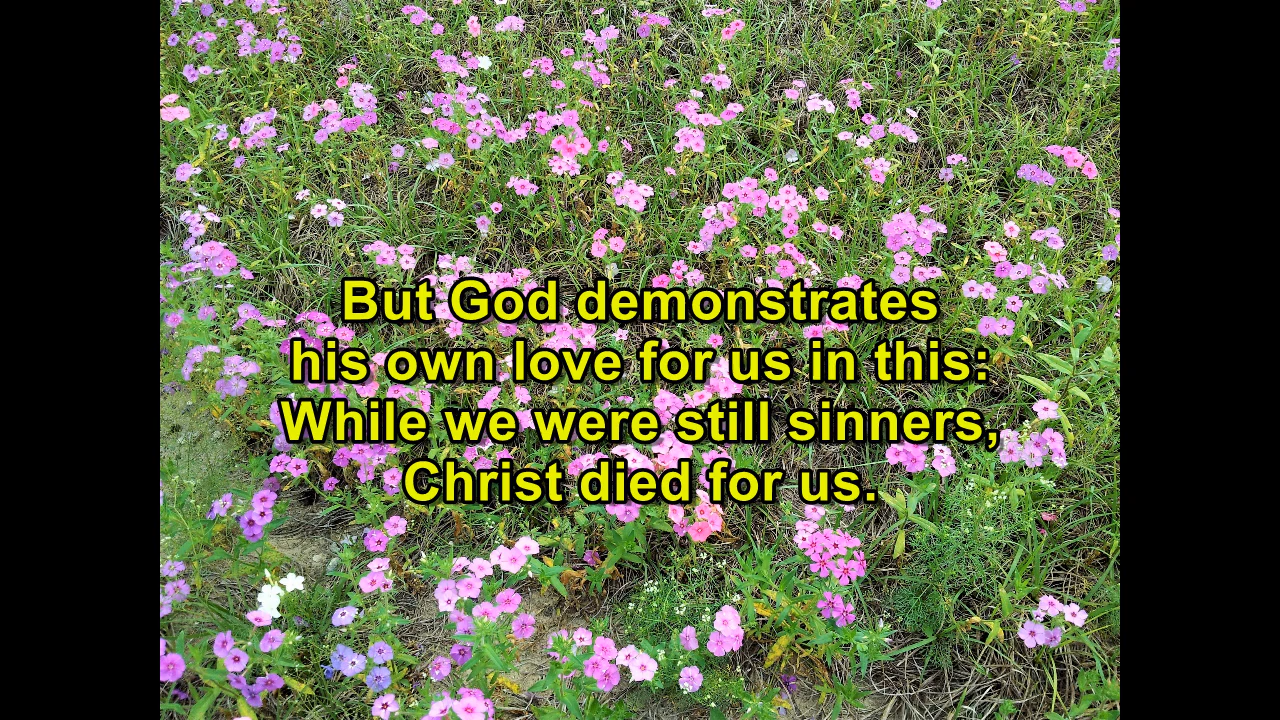 But God demonstrates
his own love for us in this:
While we were still sinners,
Christ died for us.